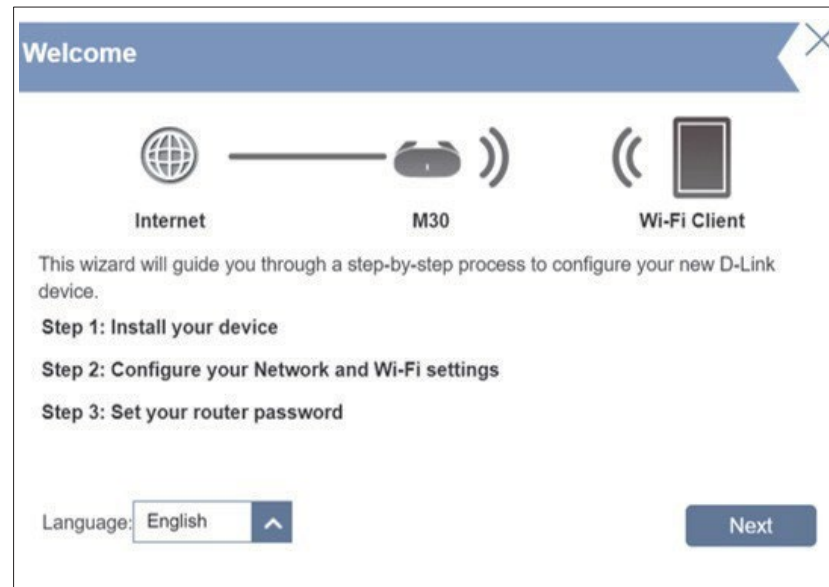 Welcome
Internet
M30
Wi-Fi Client
This wizard will guide you through a step-by-step process to configure your new D-Link
device.
Step 1: Install your device
Step 2: Configure your Network and Wi-Fi settings
Step 3: Set your router password
Language: English
Next